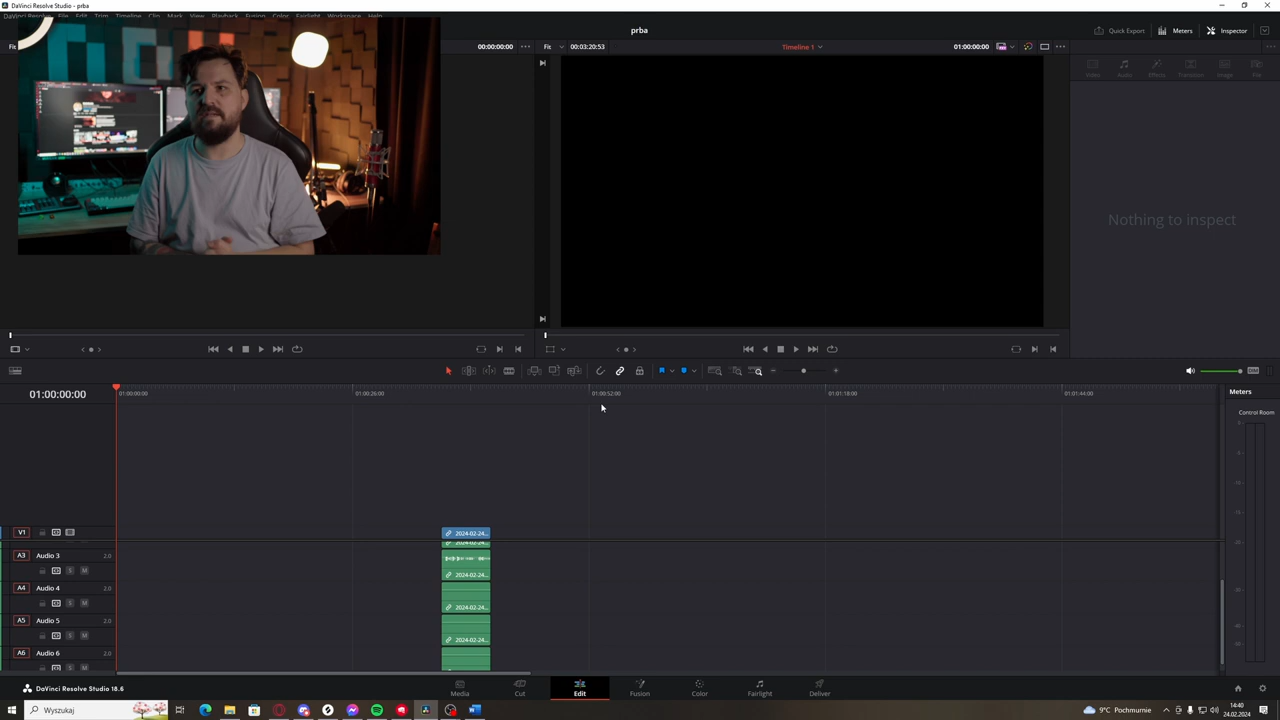 DaVinci Resolve Studio - prba
DaVinci Resolve File Edit Trim Timeline Clip Mark View Playback Fusion Color Fairlight Workspace Help
prba
Quick Export
Meters
Inspector
Fit
00:00:00:00
Fit
00:03:20:53
Timeline 1
01:00:00:00
Video
Audio
Effects
Transition
Image
File
Nothing to inspect
01:00:00:00
01:00:00:00
01:00:26:00
01:00:52:00
01:01:18:00
01:01:44:00
Meters
Control Room
V1
2024-02-24...
2024-02-24...
A3
Audio 3
2.0
S
M
2024-02-24...
A4
Audio 4
2.0
S
M
2024-02-24...
A5
Audio 5
2.0
S
M
2024-02-24...
A6
Audio 6
2.0
S
M
DaVinci Resolve Studio 18.6
Media
Cut
Edit
Fusion
Color
Fairlight
Deliver
Wyszukaj
9°C Pochmurnie
14:40
24.02.2024